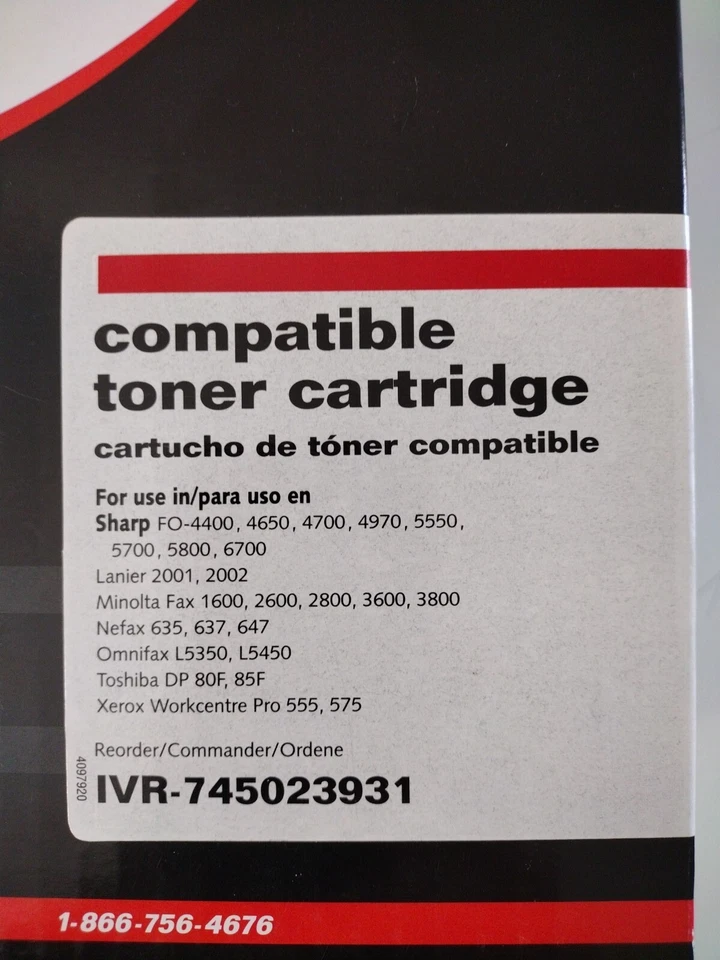 compatible
toner cartridge
cartucho de tóner compatible
For use in/para uso en
Sharp FO-4400, 4650, 4700, 4970, 5550,
5700, 5800, 6700
Lanier 2001, 2002
Minolta Fax 1600, 2600, 2800, 3600, 3800
Nefax 635, 637, 647
Omnifax L5350, L5450
Toshiba DP 80F, 85F
Xerox Workcentre Pro 555, 575
Reorder/Commander/Ordene
IVR-745023931
4097920
1-866-756-4676